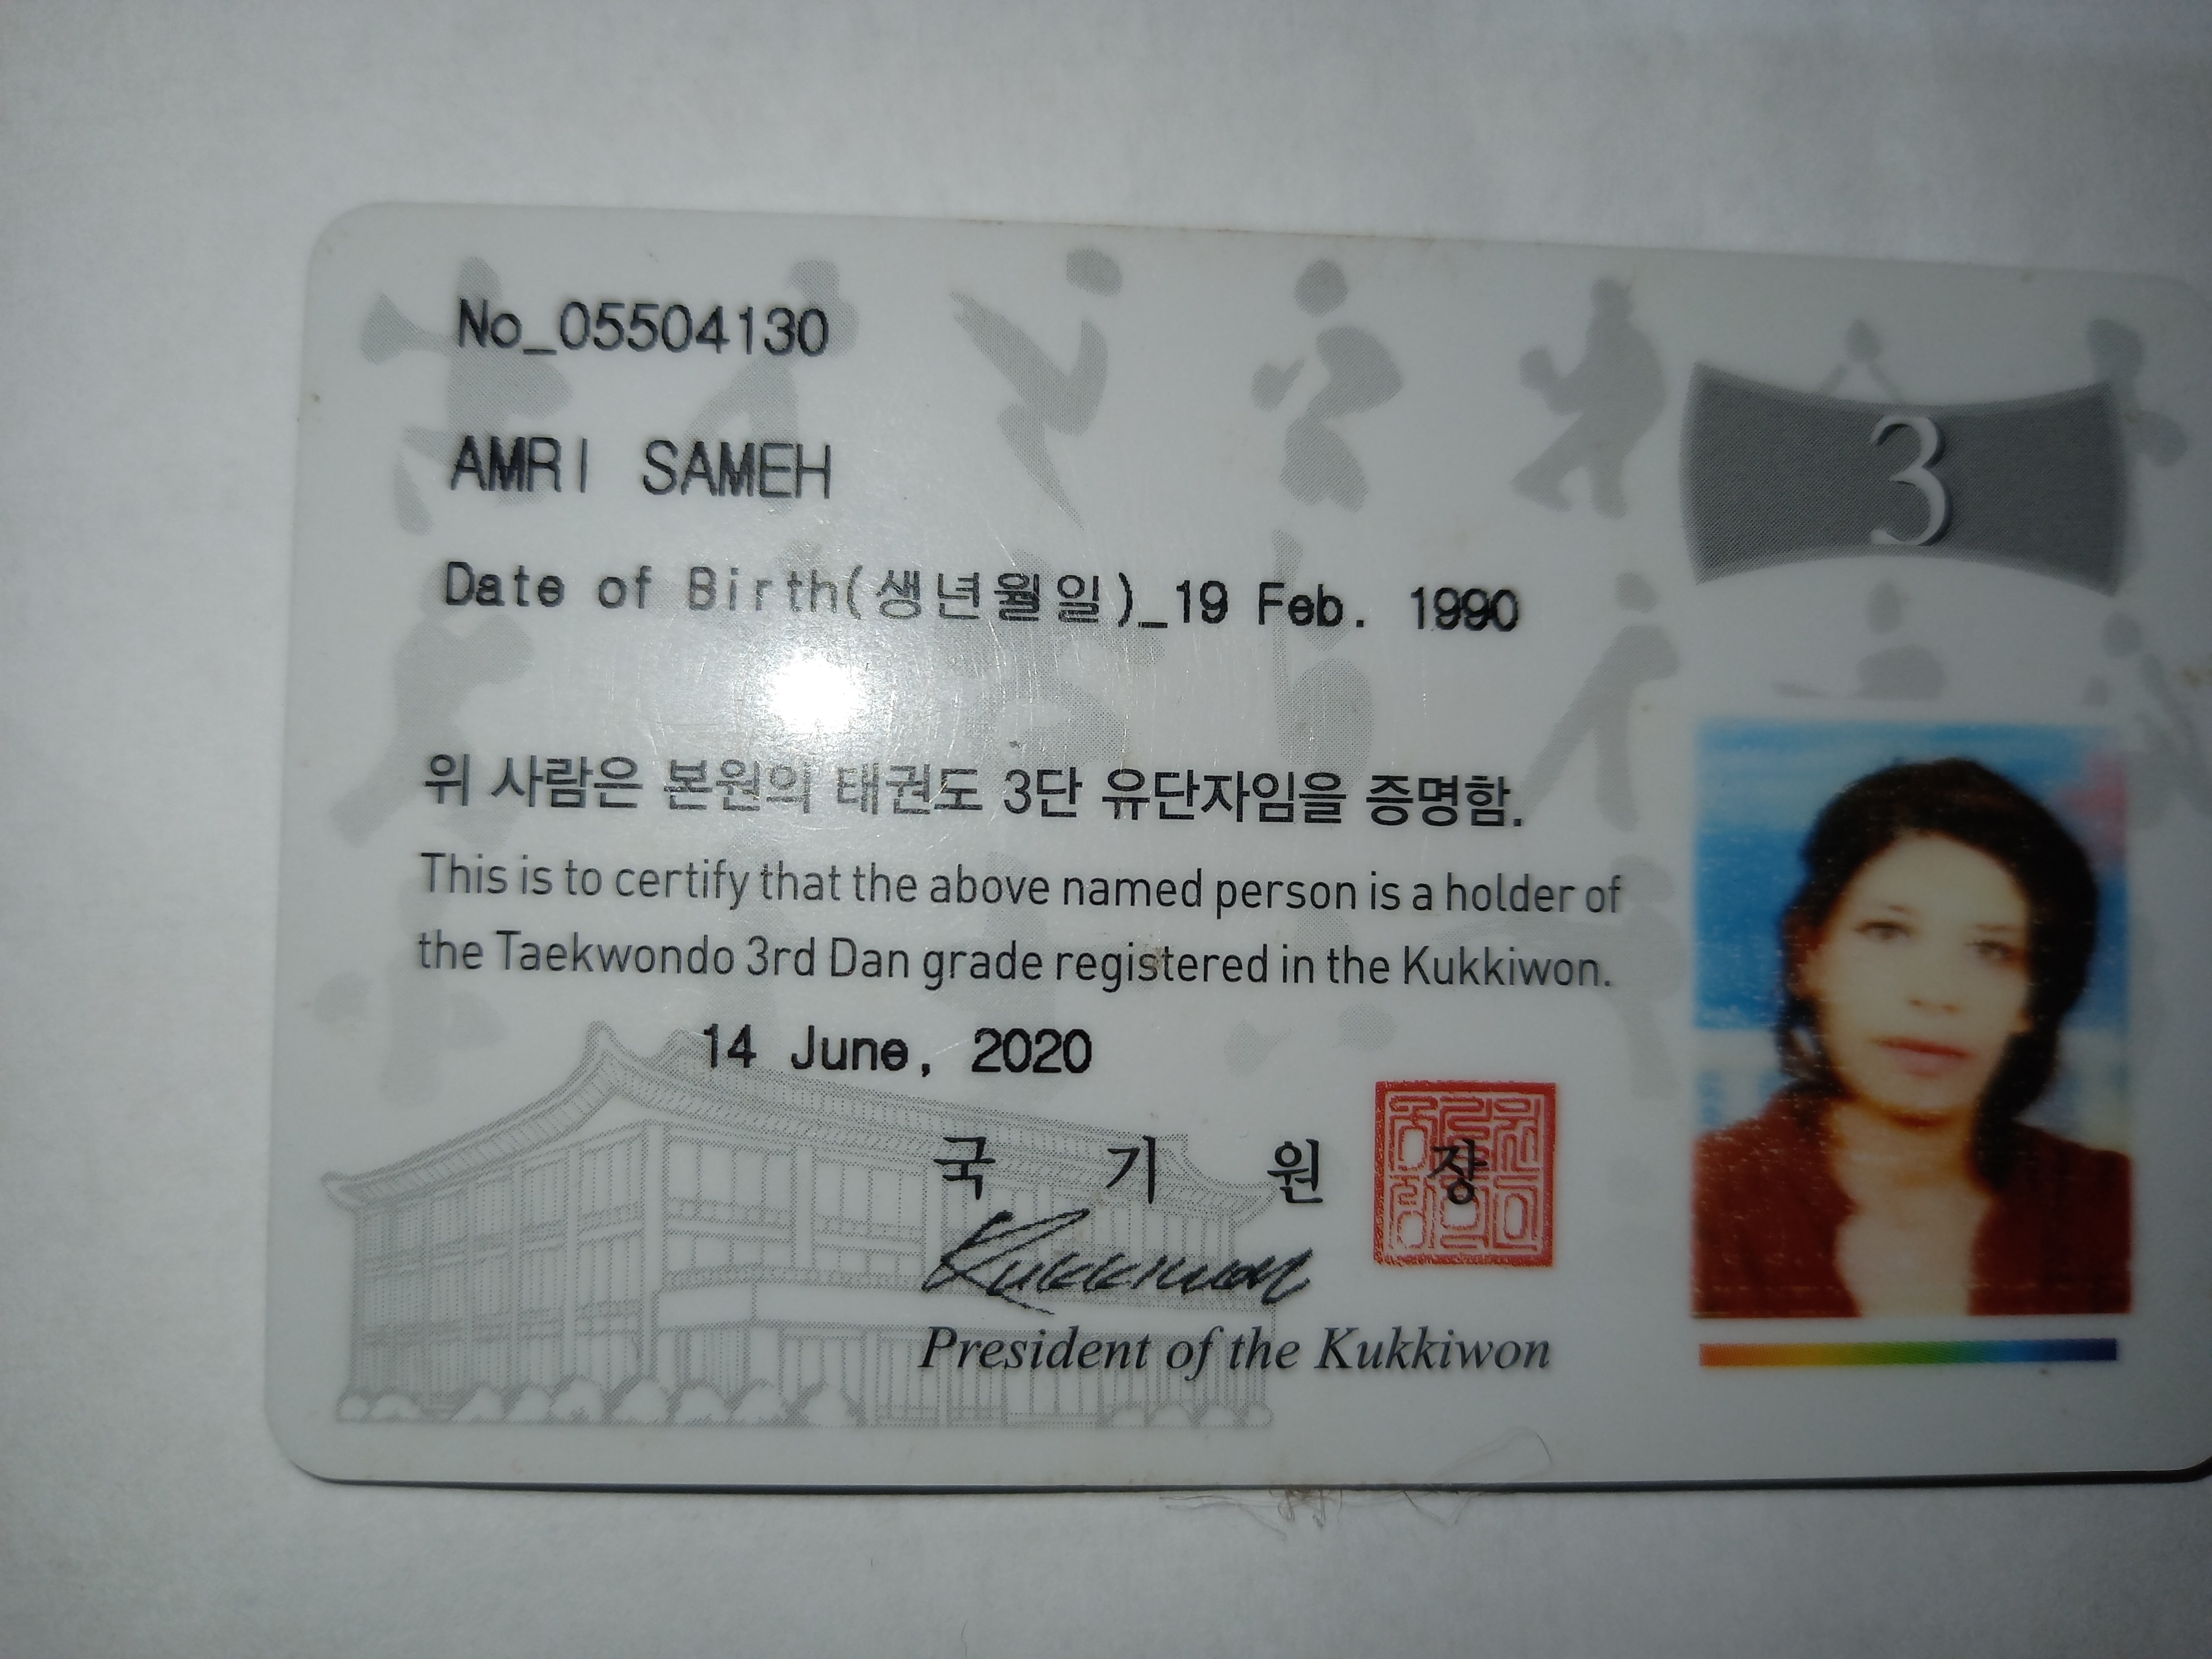 No_05504130
3
AMRI SAMEH
Date of Birth(생년월일)_19 Feb. 1990
위 사람은 본원의 태권도 3단 유단자임을 증명함.
This is to certify that the above named person is a holder of
the Taekwondo 3rd Dan grade registered in the Kukkiwon.
14 June, 2020
국 기 원 장
Kukkiwon
President of the Kukkiwon